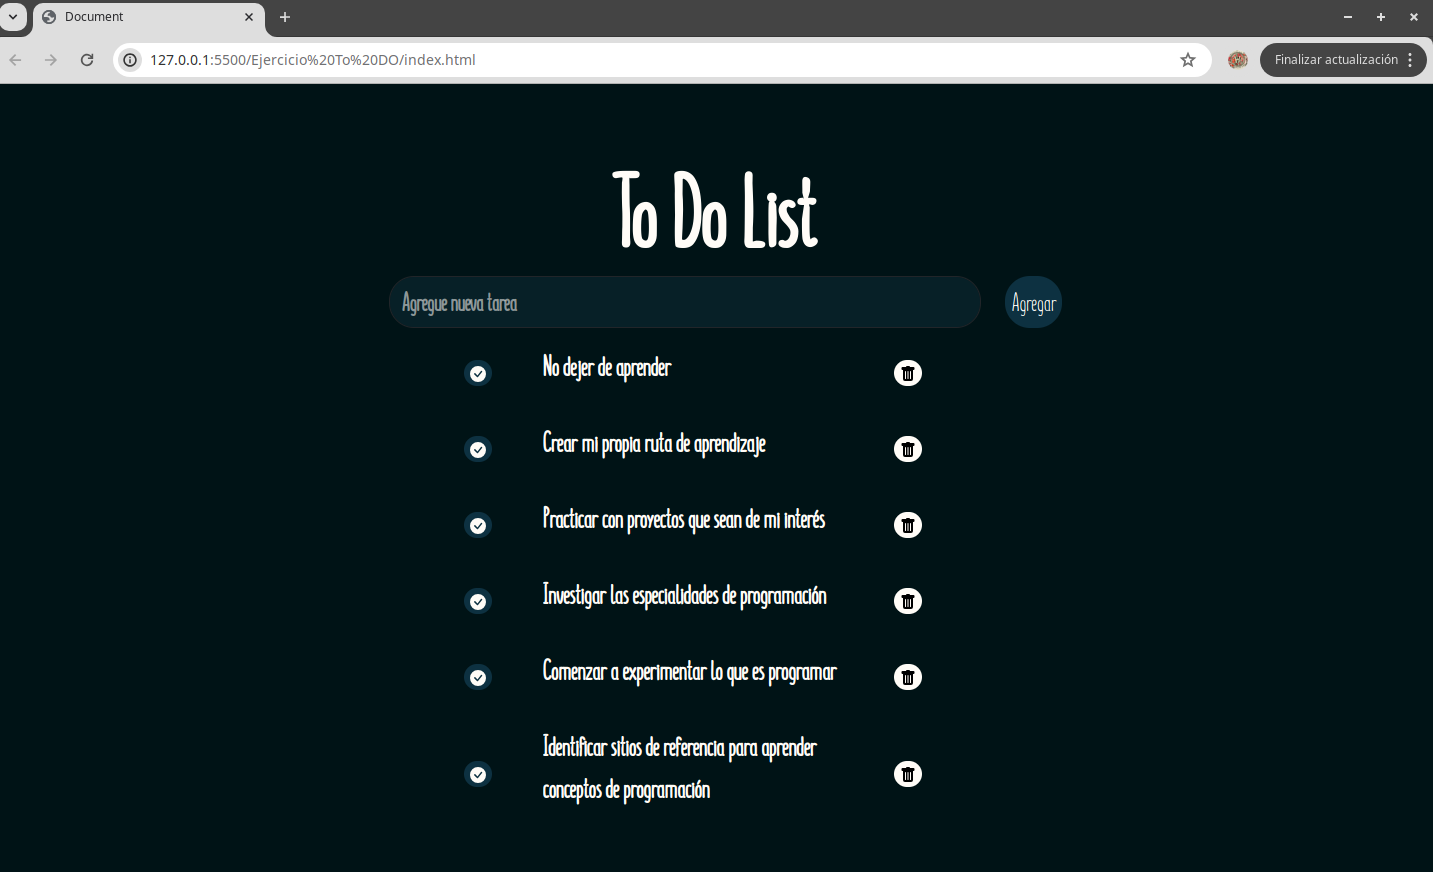 Document
127.0.0.1:5500/Ejercicio%20To%20DO/index.html
Finalizar actualización
To Do List
Agregue nueva tarea
Agregar
No dejer de aprender
Crear mi propia ruta de aprendizaje
Practicar con proyectos que sean de mi interés
Investigar las especialidades de programación
Comenzar a experimentar lo que es programar
Identificar sitios de referencia para aprender
conceptos de programación